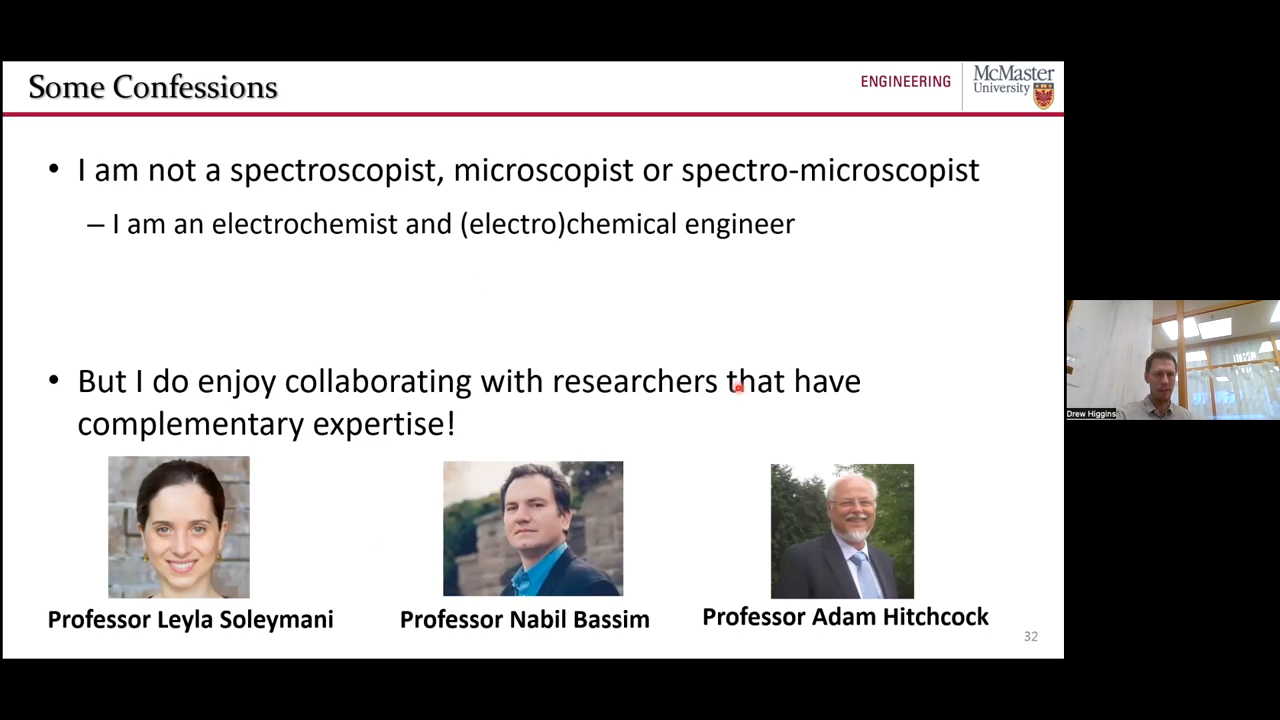 Some Confessions
ENGINEERING
McMaster
University
• I am not a spectroscopist, microscopist or spectro-microscopist
– I am an electrochemist and (electro)chemical engineer
• But I do enjoy collaborating with researchers that have
complementary expertise!
Professor Leyla Soleymani
Professor Nabil Bassim
Professor Adam Hitchcock
32
Drew Higgins